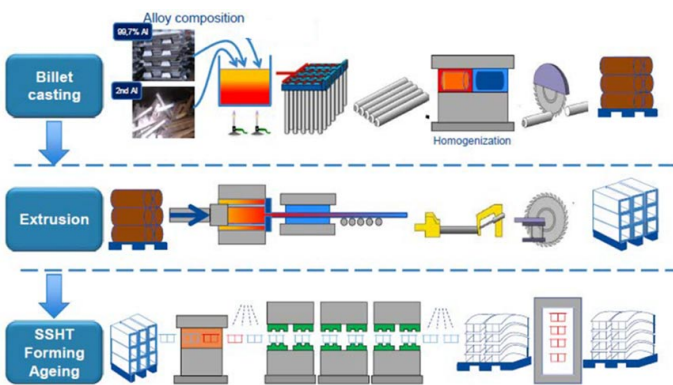 Alloy composition
99,7% Al
2nd Al
Billet
casting
Homogenization
Extrusion
SSHT
Forming
Ageing